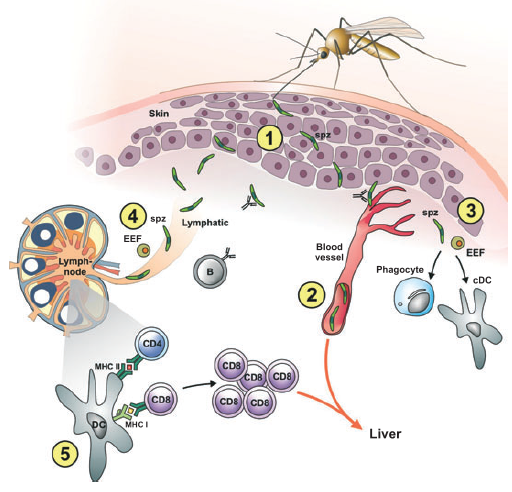 Skin
1
spz
4
spz
EEF
Lymphatic
3
spz
EEF
Lymph-
node
B
Blood
vessel
Phagocyte
cDC
2
CD4
MHC II
CD8
DC
MHC I
5
CD8
CD8
CD8
CD8
CD8
Liver